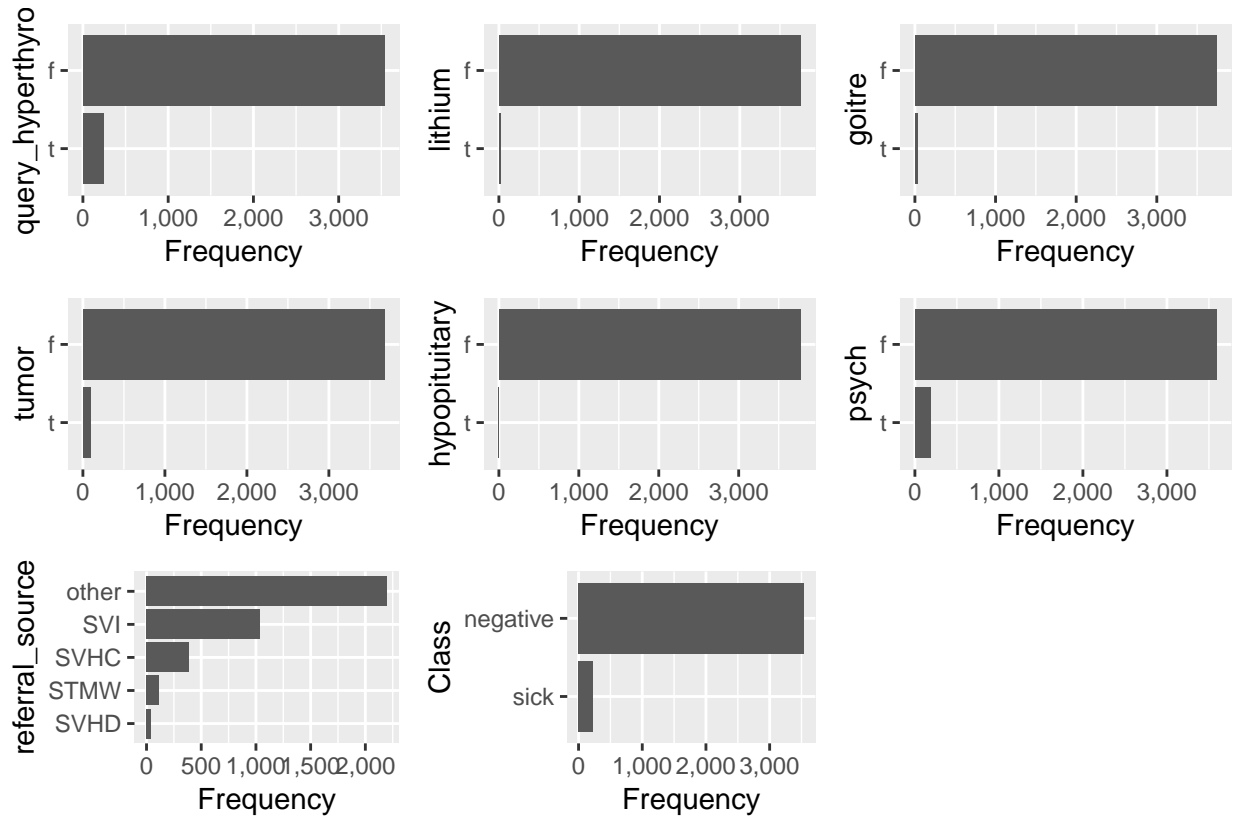 query_hyperthyro
f
t
0 1,000 2,000 3,000
Frequency
lithium
f
t
0 1,000 2,000 3,000
Frequency
goitre
f
t
0 1,000 2,000 3,000
Frequency
tumor
f
t
0 1,000 2,000 3,000
Frequency
hypopituitary
f
t
0 1,000 2,000 3,000
Frequency
psych
f
t
0 1,000 2,000 3,000
Frequency
referral_source
other
SVI
SVHC
STMW
SVHD
0 500 1,000 1,500 2,000
Frequency
Class
negative
sick
0 1,000 2,000 3,000
Frequency